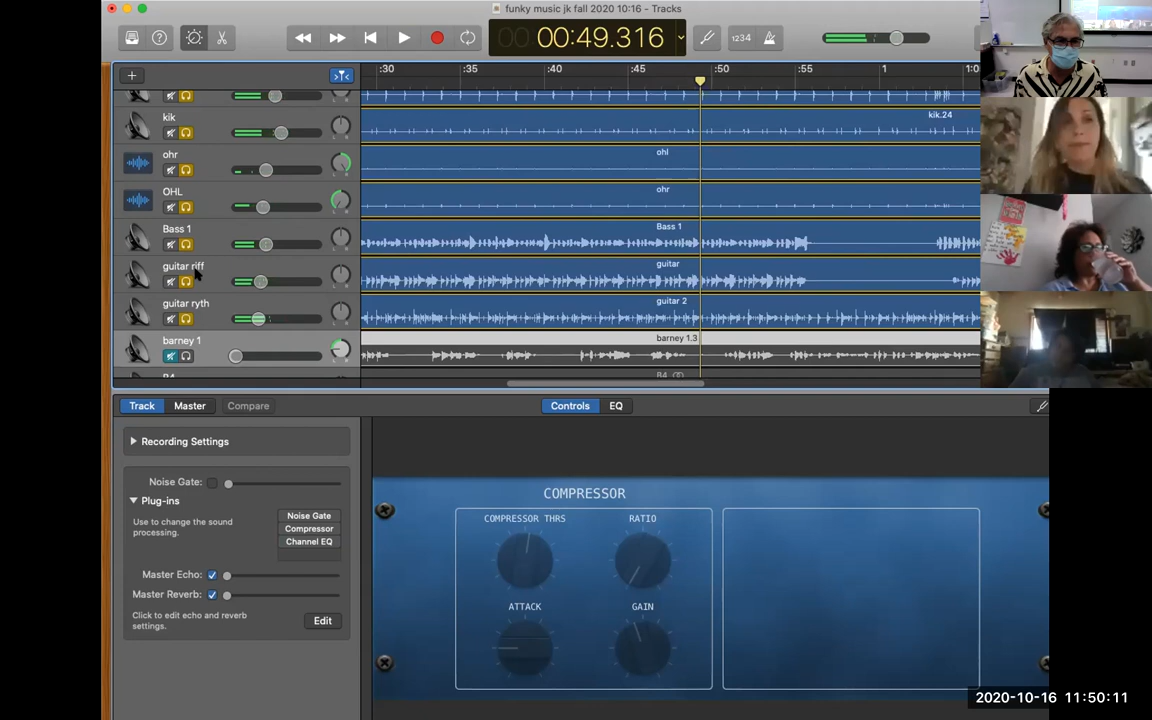 funky music jk fall 2020 10:16 - Tracks
00:49.316
1234
:30 :35 :40 :45 :50 :55 1 1:0
kik
kik.24
ohr
ohl
OHL
ohr
Bass 1
Bass 1
guitar riff
guitar
guitar ryth
guitar 2
barney 1
barney 1.3
Track Master Compare Controls EQ
Recording Settings
Noise Gate:
Plug-ins
Use to change the sound
processing.
Noise Gate
Compressor
Channel EQ
Master Echo:
Master Reverb:
Click to edit echo and reverb
settings.
Edit
COMPRESSOR
COMPRESSOR THRS RATIO
ATTACK GAIN
2020-10-16 11:50:11